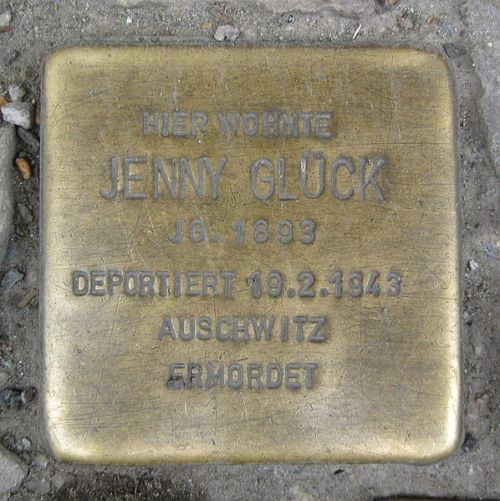 HIER WOHNTE
JENNY GLÜCK
JG. 1893
DEPORTIERT 19.2.1943
AUSCHWITZ
ERMORDET